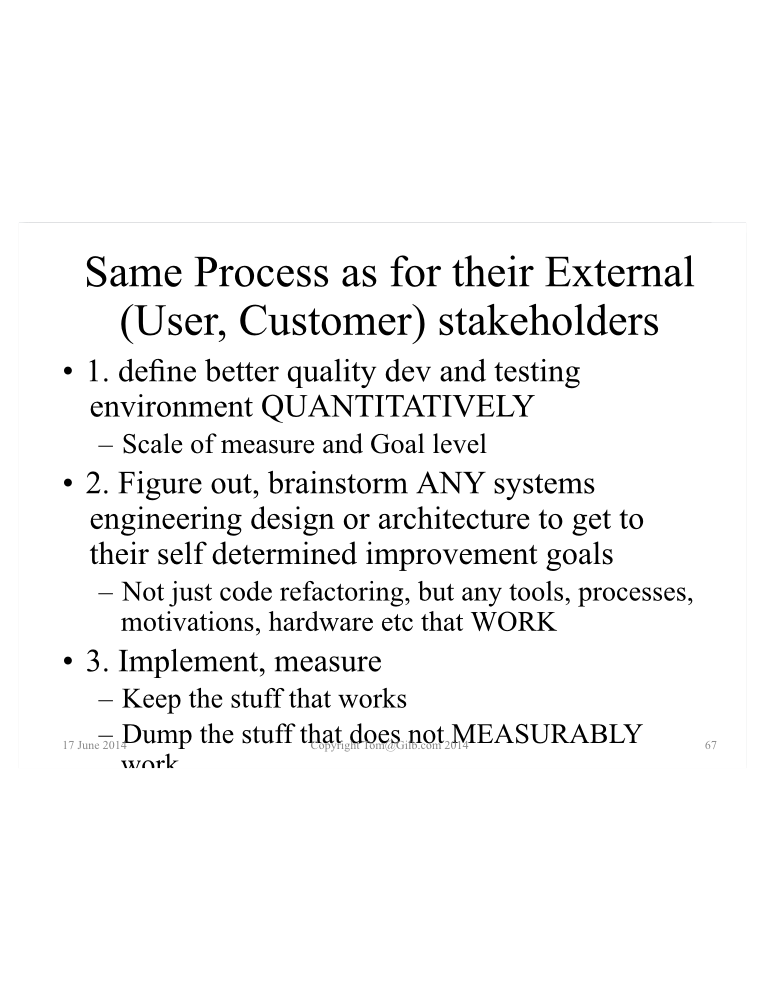 Same Process as for their External
(User, Customer) stakeholders
• 1. define better quality dev and testing
environment QUANTITATIVELY
– Scale of measure and Goal level
• 2. Figure out, brainstorm ANY systems
engineering design or architecture to get to
their self determined improvement goals
– Not just code refactoring, but any tools, processes,
motivations, hardware etc that WORK
• 3. Implement, measure
– Keep the stuff that works
– Dump the stuff that does not MEASURABLY
work
17 June 2014 Copyright Tom@Gilb.com 2014 67